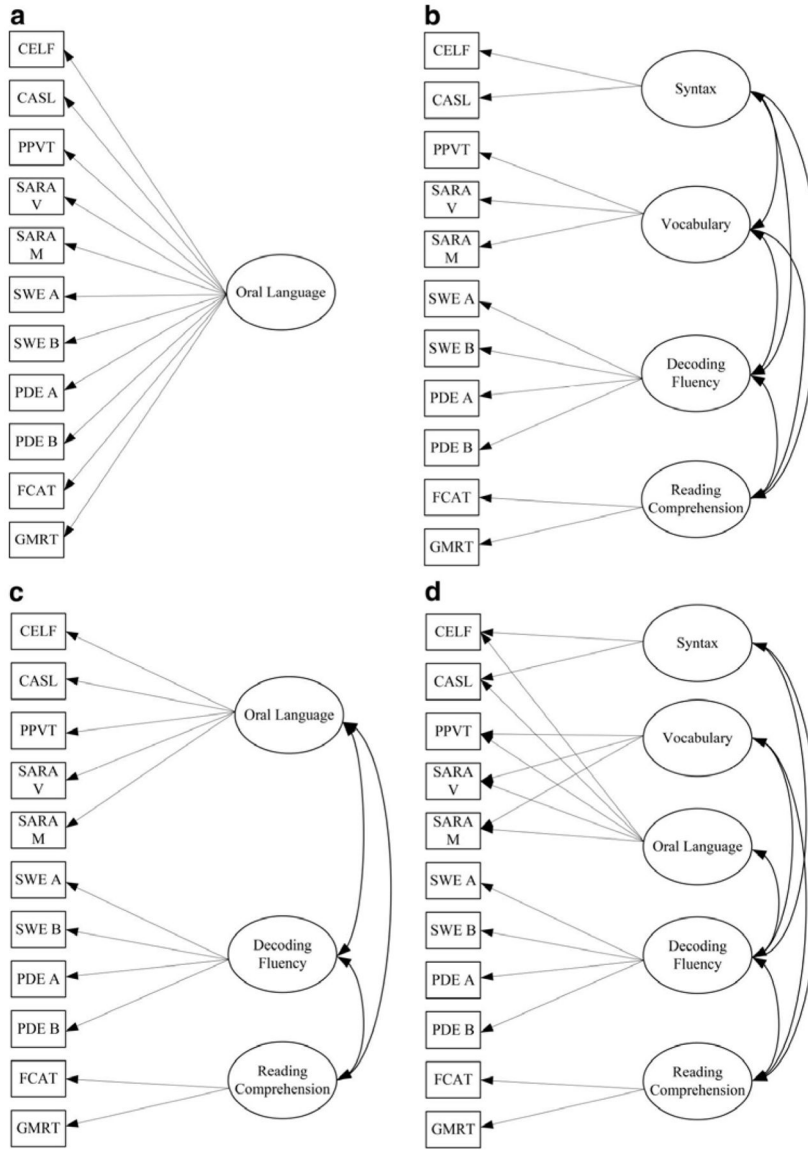 a
CELF
CASL
PPVT
SARA
V
SARA
M
SWE A
SWE B
PDE A
PDE B
FCAT
GMRT
Oral Language
b
CELF
CASL
PPVT
SARA
V
SARA
M
SWE A
SWE B
PDE A
PDE B
FCAT
GMRT
Syntax
Vocabulary
Decoding
Fluency
Reading
Comprehension
c
CELF
CASL
PPVT
SARA
V
SARA
M
SWE A
SWE B
PDE A
PDE B
FCAT
GMRT
Oral Language
Decoding
Fluency
Reading
Comprehension
d
CELF
CASL
PPVT
SARA
V
SARA
M
SWE A
SWE B
PDE A
PDE B
FCAT
GMRT
Syntax
Vocabulary
Oral Language
Decoding
Fluency
Reading
Comprehension